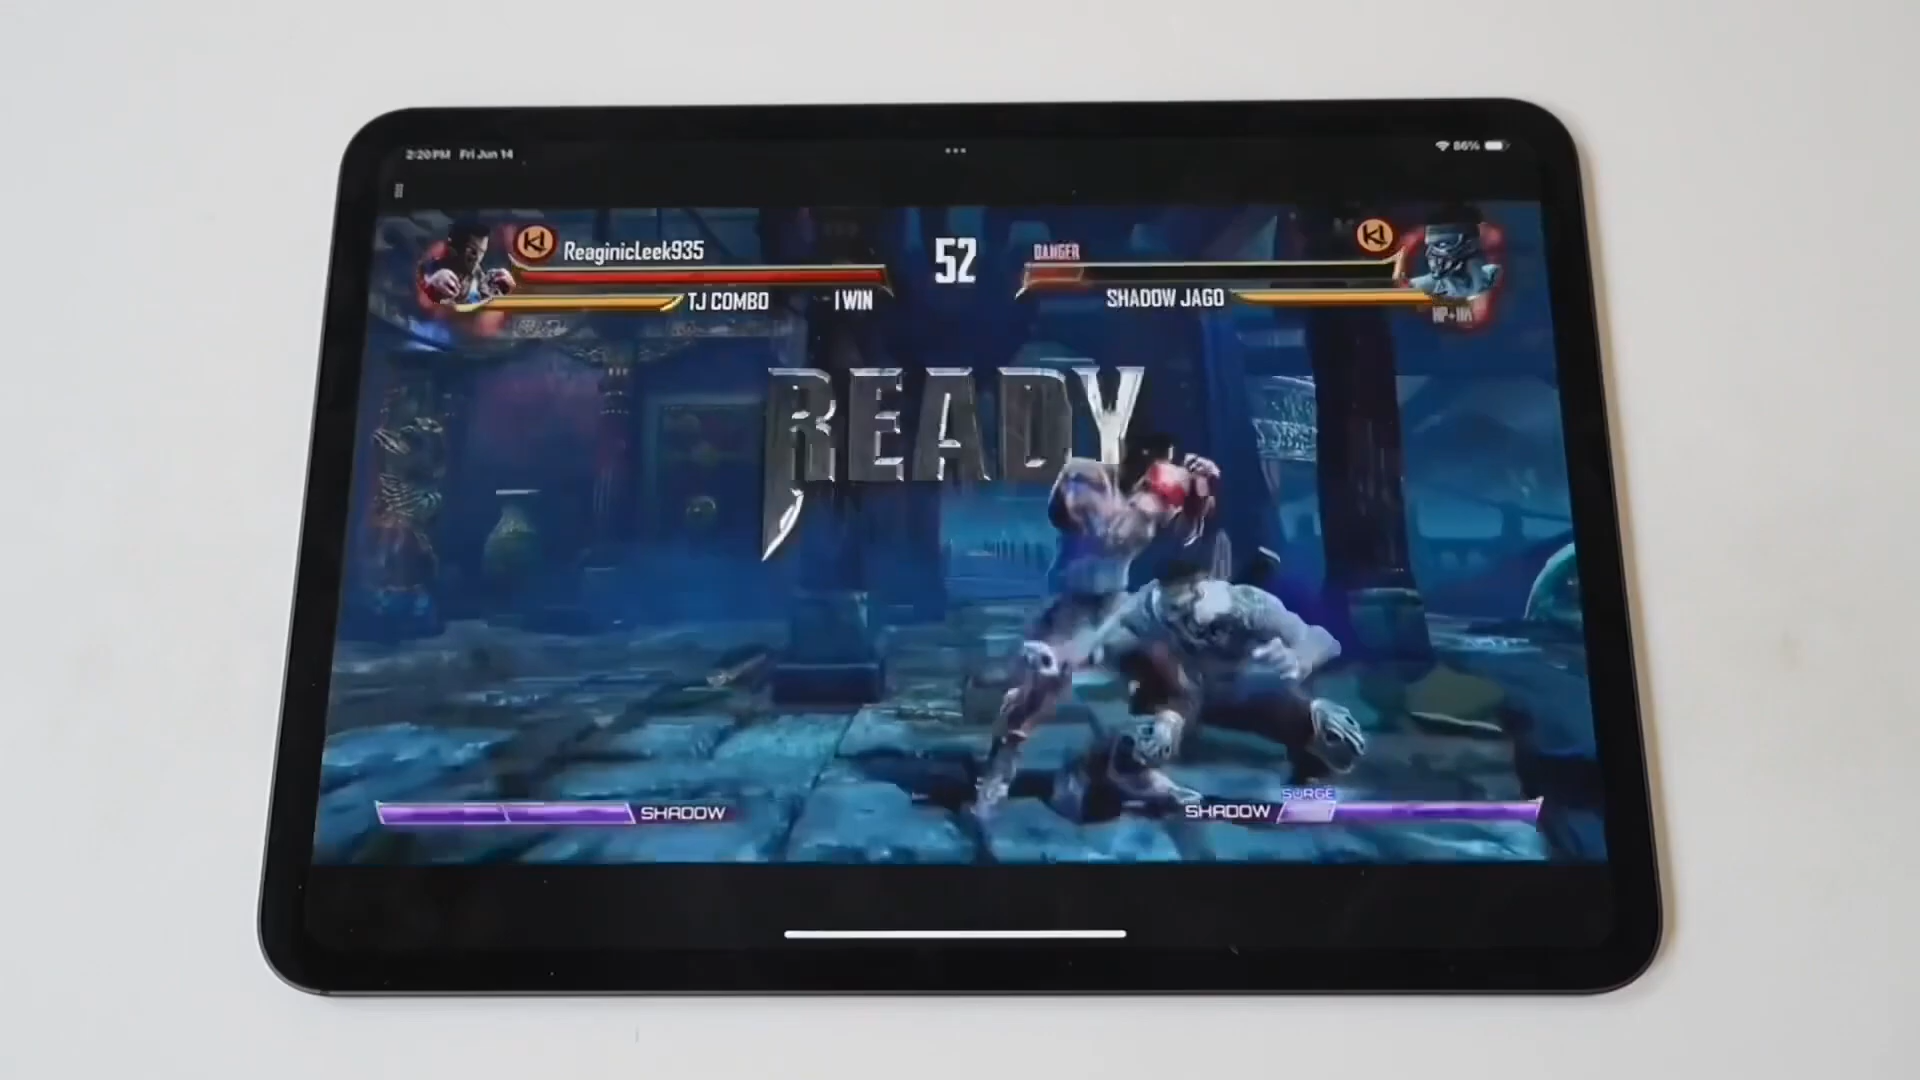 2:20 PM Fri Jun 14
86%
ReaginicLeek935
52
DANGER
TJ COMBO
1 WIN
SHADOW JAGO
READY
SURGE
SHADOW
SHADOW